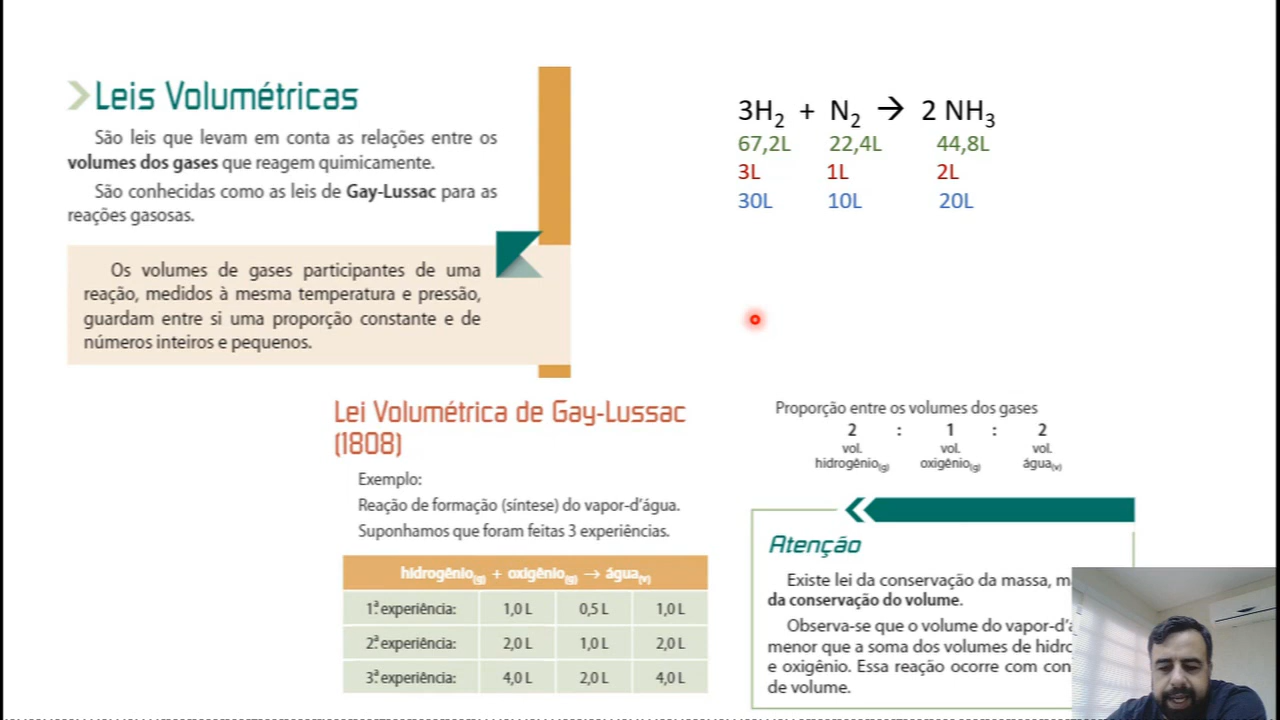 Leis Volumétricas
São leis que levam em conta as relações entre os
volumes dos gases que reagem quimicamente.
São conhecidas como as leis de Gay-Lussac para as
reações gasosas.
Os volumes de gases participantes de uma
reação, medidos à mesma temperatura e pressão,
guardam entre si uma proporção constante e de
números inteiros e pequenos.
3H₂ + N₂ → 2 NH₃
67,2L 22,4L 44,8L
3L 1L 2L
30L 10L 20L
Lei Volumétrica de Gay-Lussac
(1808)
Exemplo:
Reação de formação (síntese) do vapor-d’água.
Suponhamos que foram feitas 3 experiências.
hidrogênio(g) + oxigênio(g) → água(v)
1ª experiência: 1,0 L 0,5 L 1,0 L
2ª experiência: 2,0 L 1,0 L 2,0 L
3ª experiência: 4,0 L 2,0 L 4,0 L
Proporção entre os volumes dos gases
2 : 1 : 2
vol. vol. vol.
hidrogênio(g) oxigênio(g) água(v)
Atenção
Existe lei da conservação da massa,
da conservação do volume.
Observa-se que o volume do
menor que a soma dos volumes de
e oxigênio. Essa reação ocorre com
de volume.